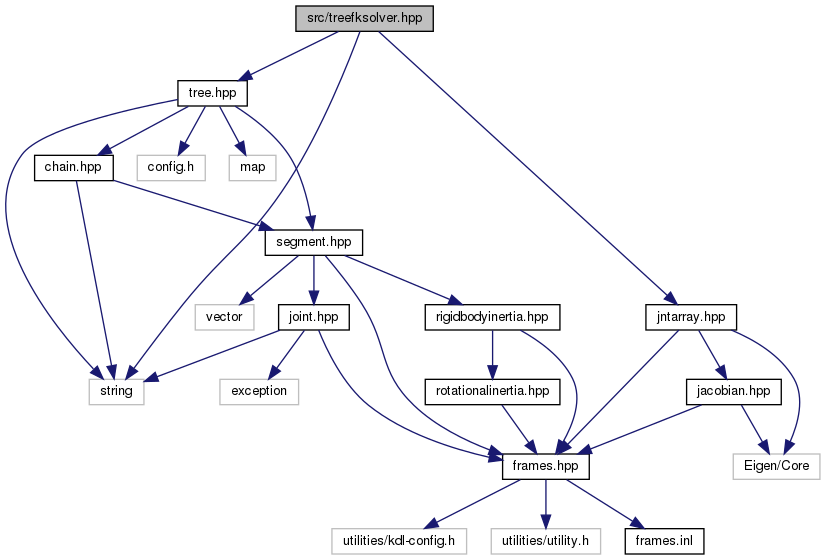 src/treefksolver.hpp
tree.hpp
chain.hpp
config.h
map
segment.hpp
vector
joint.hpp
rigidbodyinertia.hpp
jntarray.hpp
string
exception
rotationalinertia.hpp
jacobian.hpp
frames.hpp
Eigen/Core
utilities/kdl-config.h
utilities/utility.h
frames.inl